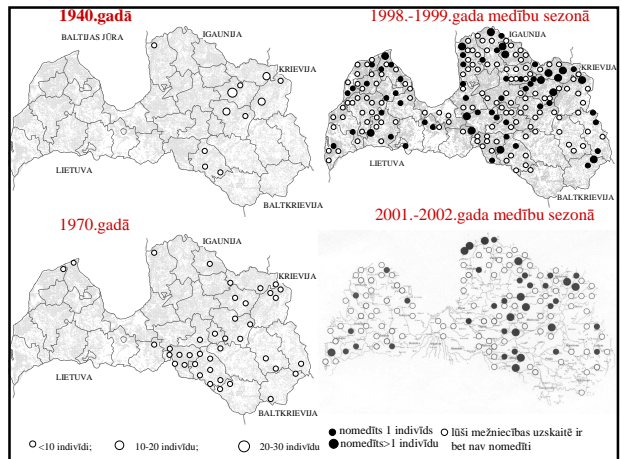 1940.gadā
BALTIJAS JŪRA
IGAUNIJA
KRIEVIJA
LIETUVA
BALTKRIEVIJA
1998.-1999.gada medību sezonā
IGAUNIJA
KRIEVIJA
LIETUVA
BALTKRIEVIJA
1970.gadā
IGAUNIJA
KRIEVIJA
LIETUVA
BALTKRIEVIJA
2001.-2002.gada medību sezonā
<10 indivīdi; 10-20 indivīdu; 20-30 indivīdu
nomedīts 1 indivīds
nomedīts>1 indivīdu
lūši mežniecības uzskaitē ir
bet nav nomedīti